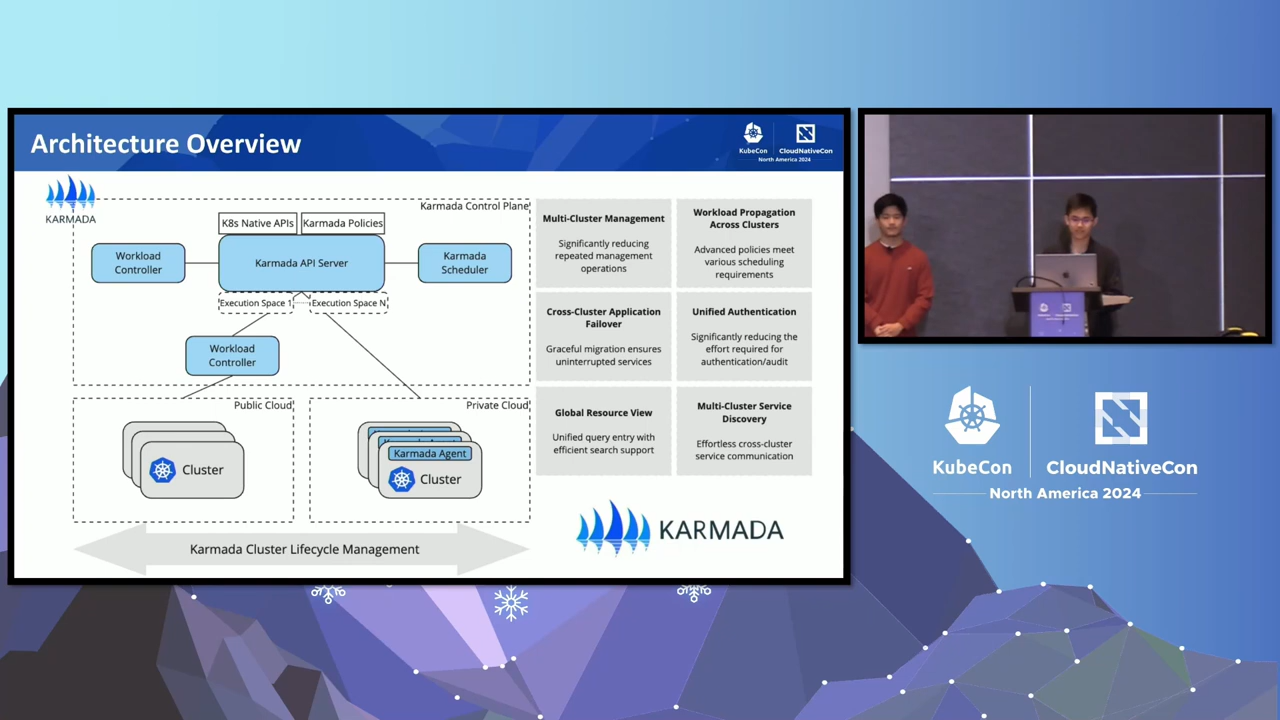 Architecture Overview
KubeCon
CloudNativeCon
North America 2024
KARMADA
Karmada Control Plane
K8s Native APIs
Karmada Policies
Workload
Controller
Karmada API Server
Karmada
Scheduler
Execution Space 1
Execution Space N
Workload
Controller
Public Cloud
Cluster
Private Cloud
Karmada Agent
Cluster
Karmada Cluster Lifecycle Management
Multi-Cluster Management
Significantly reducing
repeated management
operations
Workload Propagation
Across Clusters
Advanced policies meet
various scheduling
requirements
Cross-Cluster Application
Failover
Graceful migration ensures
uninterrupted services
Unified Authentication
Significantly reducing the
effort required for
authentication/audit
Global Resource View
Unified query entry with
efficient search support
Multi-Cluster Service
Discovery
Effortless cross-cluster
service communication
KARMADA
KubeCon
CloudNativeCon
North America 2024